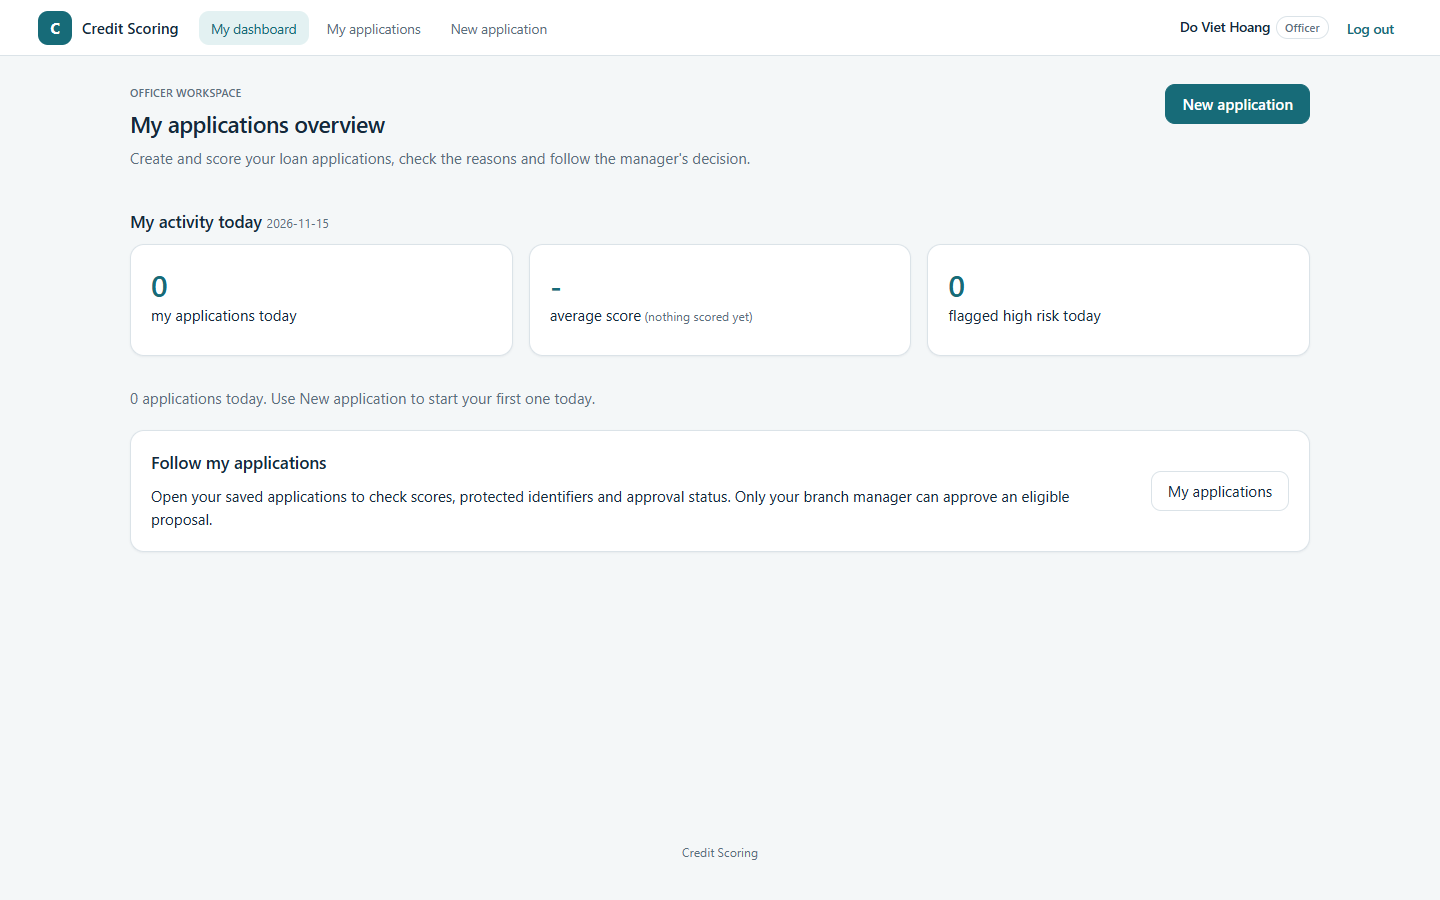 C Credit Scoring My dashboard My applications New application Do Viet Hoang Officer Log out
OFFICER WORKSPACE
My applications overview
New application
Create and score your loan applications, check the reasons and follow the manager's decision.
My activity today 2026-11-15
0
my applications today
-
average score (nothing scored yet)
0
flagged high risk today
0 applications today. Use New application to start your first one today.
Follow my applications
Open your saved applications to check scores, protected identifiers and approval status. Only your branch manager can approve an eligible
proposal.
My applications
Credit Scoring